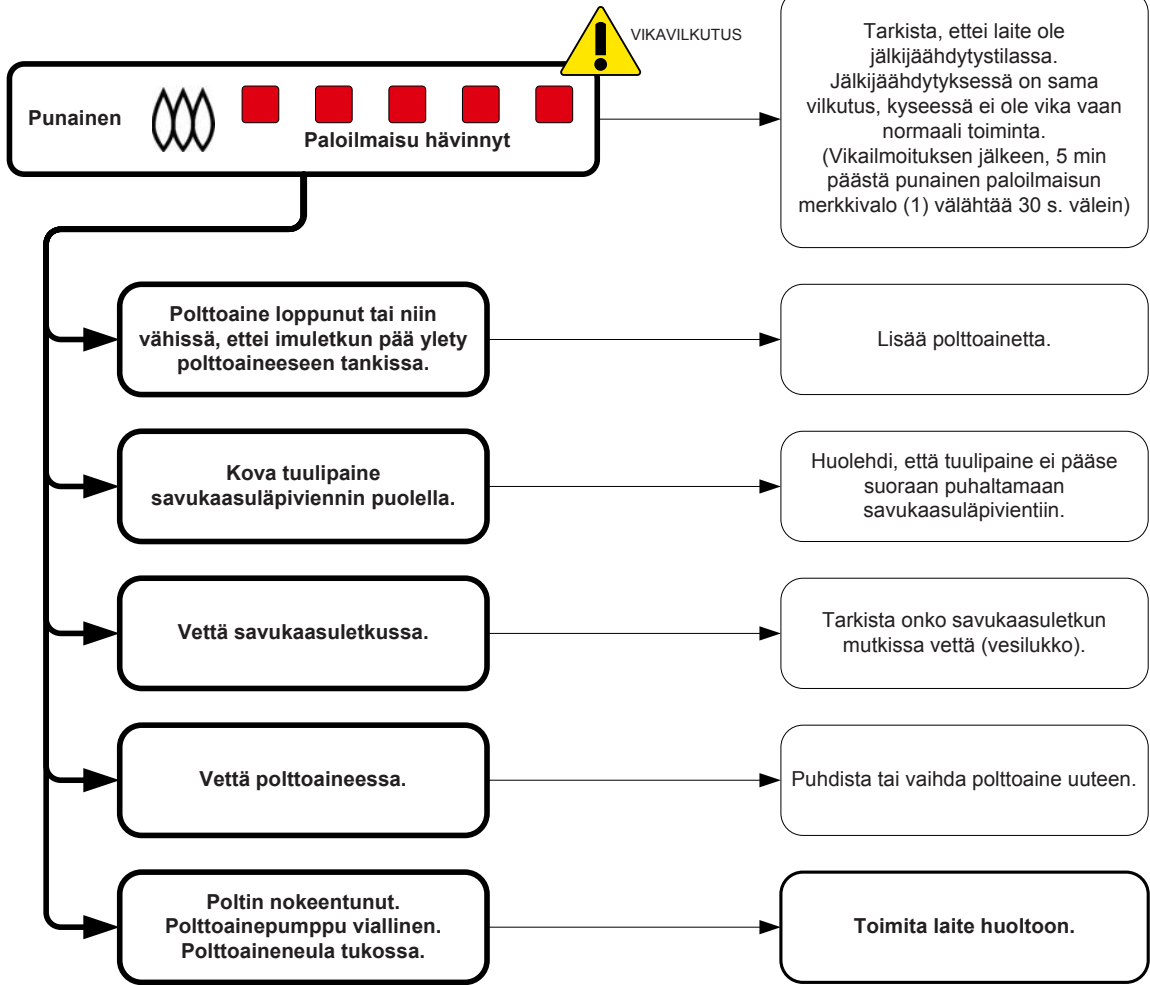 VIKAVILKUTUS
Punainen
Paloilmaisu hävinnyt
Tarkista, ettei laite ole
jälkijäähdytystilassa.
Jälkijäähdytyksessä on sama
vilkutus, kyseessä ei ole vika vaan
normaali toiminta.
(Vikailmoituksen jälkeen, 5 min
päästä punainen paloilmaisun
merkkivalo (1) välähtää 30 s. välein)
Polttoaine loppunut tai niin
vähissä, ettei imuletkun pää ylety
polttoaineeseen tankissa.
Lisää polttoainetta.
Kova tuulipaine
savukaasuläpiviennin puolella.
Huolehdi, että tuulipaine ei pääse
suoraan puhaltamaan
savukaasuläpivientiin.
Vettä savukaasuletkussa.
Tarkista onko savukaasuletkun
mutkissa vettä (vesilukko).
Vettä polttoaineessa.
Puhdista tai vaihda polttoaine uuteen.
Poltin nokeentunut.
Polttoainepumppu viallinen.
Polttoaineneula tukossa.
Toimita laite huoltoon.